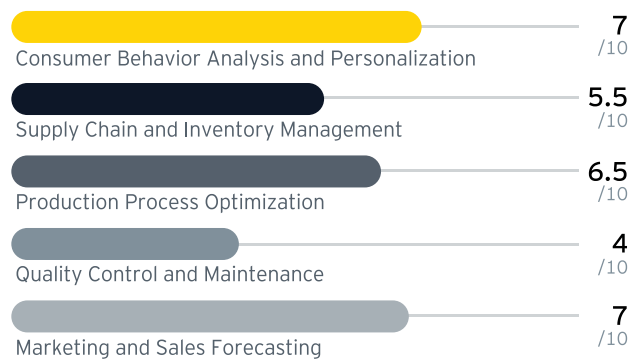 7
/10
Consumer Behavior Analysis and Personalization
5.5
/10
Supply Chain and Inventory Management
6.5
/10
Production Process Optimization
4
/10
Quality Control and Maintenance
7
/10
Marketing and Sales Forecasting